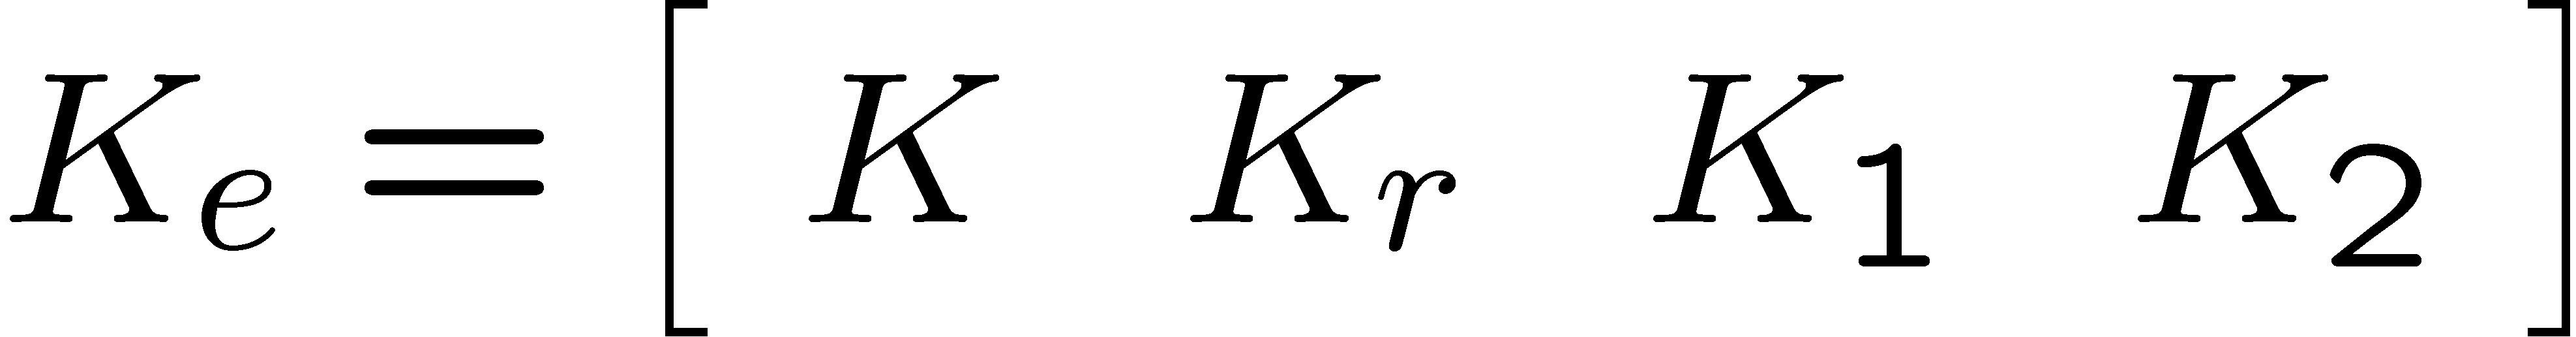 K_e = [ K K_r K_1 K_2 ]